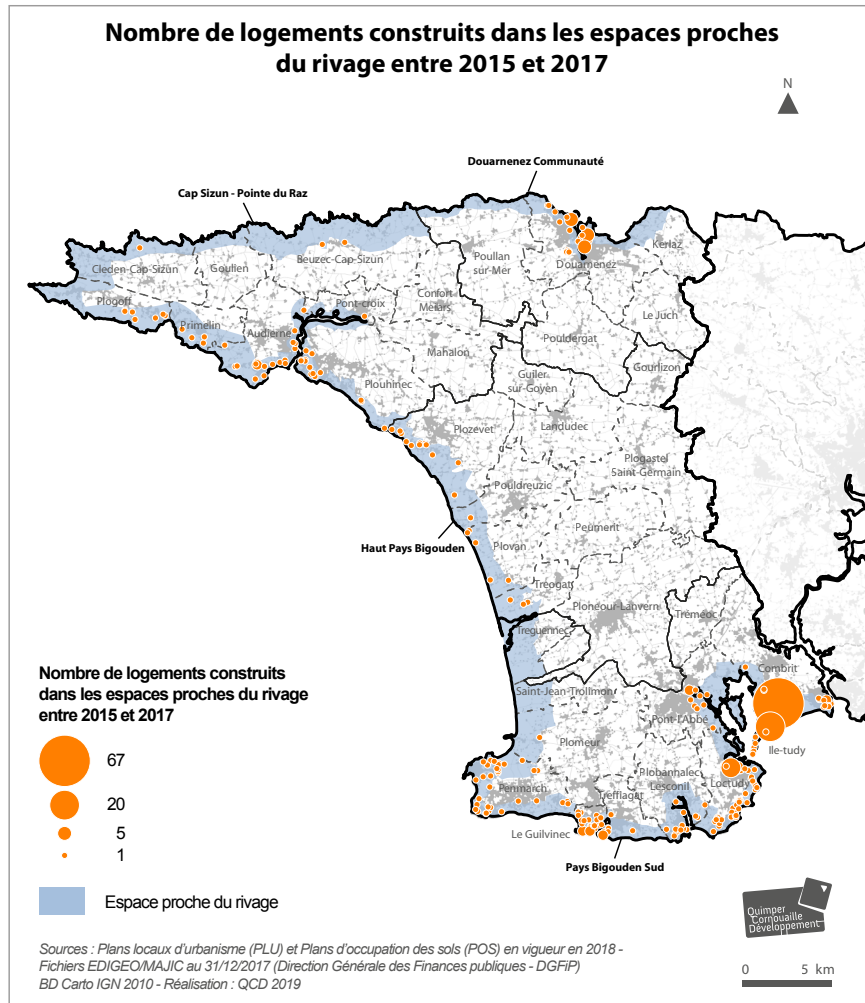 Nombre de logements construits dans les espaces proches
du rivage entre 2015 et 2017
N
Douarnenez Communauté
Cap Sizun - Pointe du Raz
Kerlaz
Poullan
sur-Mer
Douarnenez
Beuzec-Cap-Sizun
Goulien
Cleden-Cap-Sizun
Plogoff
Confort
Meilars
Pont-croix
Le Juch
Primelin
Audierne
Pouldergat
Mahalon
Gourlizon
Guiler
sur-Goyen
Plouhinec
Plozevet
Landudec
Plogastel
Saint-Germain
Pouldreuzic
Peumerit
Haut Pays Bigouden
Plovan
Treogat
Ploneur-Lanvern
Tremeoc
Treguennec
Combrit
Saint-Jean-Trolimon
Pont-l'Abbé
Ile-tudy
Plomeur
Plobannalec
Lesconil
Loctudy
Penmarch
Treffiagat
Le Guilvinec
Pays Bigouden Sud
Nombre de logements construits
dans les espaces proches du rivage
entre 2015 et 2017
67
20
5
1
Espace proche du rivage
Quimper
Cornouaille
Développement
Sources : Plans locaux d'urbanisme (PLU) et Plans d'occupation des sols (POS) en vigueur en 2018 -
Fichiers EDIGEO/MAJIC au 31/12/2017 (Direction Générale des Finances publiques - DGFiP)
BD Carto IGN 2010 - Réalisation : QCD 2019
0 5 km